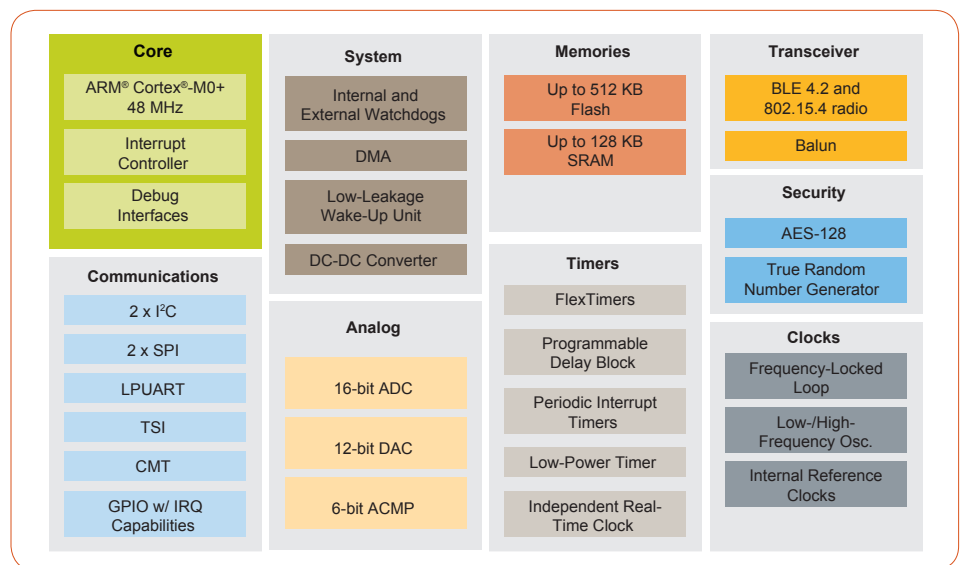 Core
ARM® Cortex®-M0+
48 MHz
Interrupt
Controller
Debug
Interfaces
Communications
2 x I²C
2 x SPI
LPUART
TSI
CMT
GPIO w/ IRQ
Capabilities
System
Internal and
External Watchdogs
DMA
Low-Leakage
Wake-Up Unit
DC-DC Converter
Analog
16-bit ADC
12-bit DAC
6-bit ACMP
Memories
Up to 512 KB
Flash
Up to 128 KB
SRAM
Timers
FlexTimers
Programmable
Delay Block
Periodic Interrupt
Timers
Low-Power Timer
Independent Real-
Time Clock
Transceiver
BLE 4.2 and
802.15.4 radio
Balun
Security
AES-128
True Random
Number Generator
Clocks
Frequency-Locked
Loop
Low-/High-
Frequency Osc.
Internal Reference
Clocks